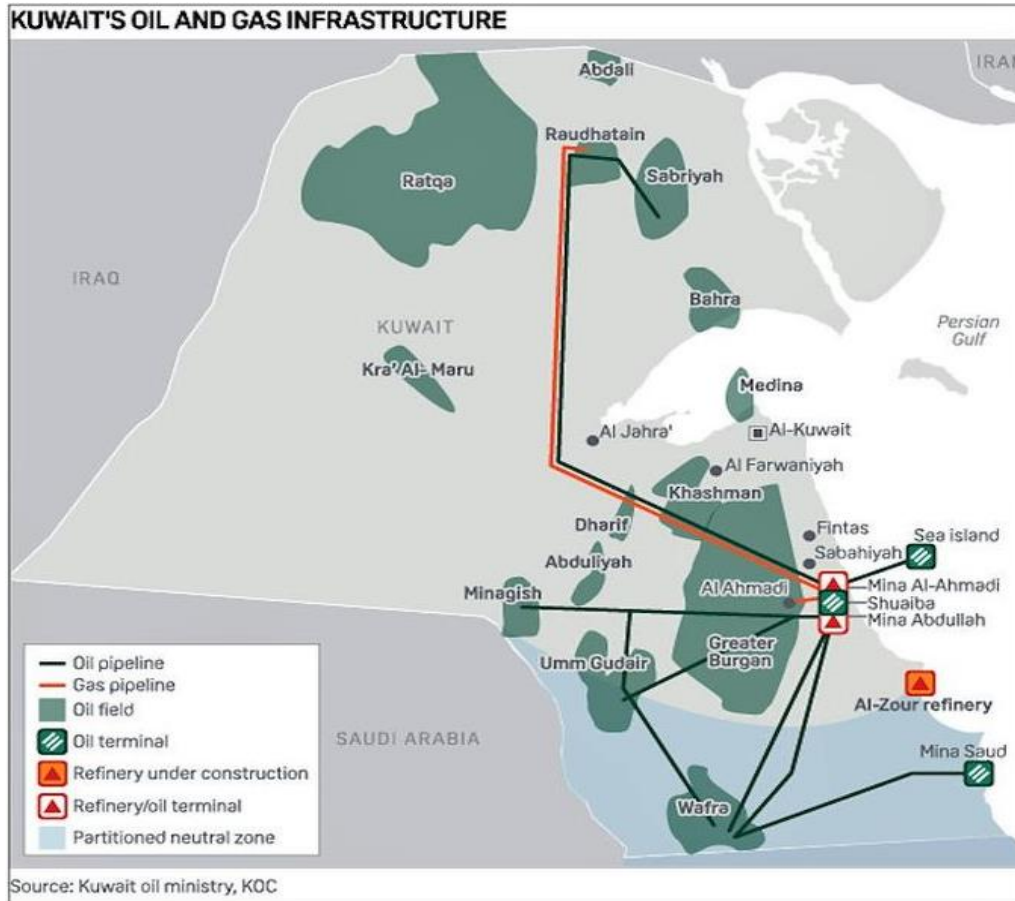 KUWAIT'S OIL AND GAS INFRASTRUCTURE
IRAN
Abdali
Raudhatain
Ratqa
Sabriyah
IRAQ
Bahra
KUWAIT
Persian
Gulf
Kra' Al- Maru
Medina
Al Jahra'
Al-Kuwait
Al Farwaniyah
Khashman
Dharif
Fintas
Sea island
Sabahiyah
Abduliyah
Al Ahmadi
Mina Al-Ahmadi
Minagish
Shuaiba
Mina Abdullah
Greater
Burgan
Umm Gudair
Al-Zour refinery
SAUDI ARABIA
Mina Saud
Wafra
Oil pipeline
Gas pipeline
Oil field
Oil terminal
Refinery under construction
Refinery/oil terminal
Partitioned neutral zone
Source: Kuwait oil ministry, KOC